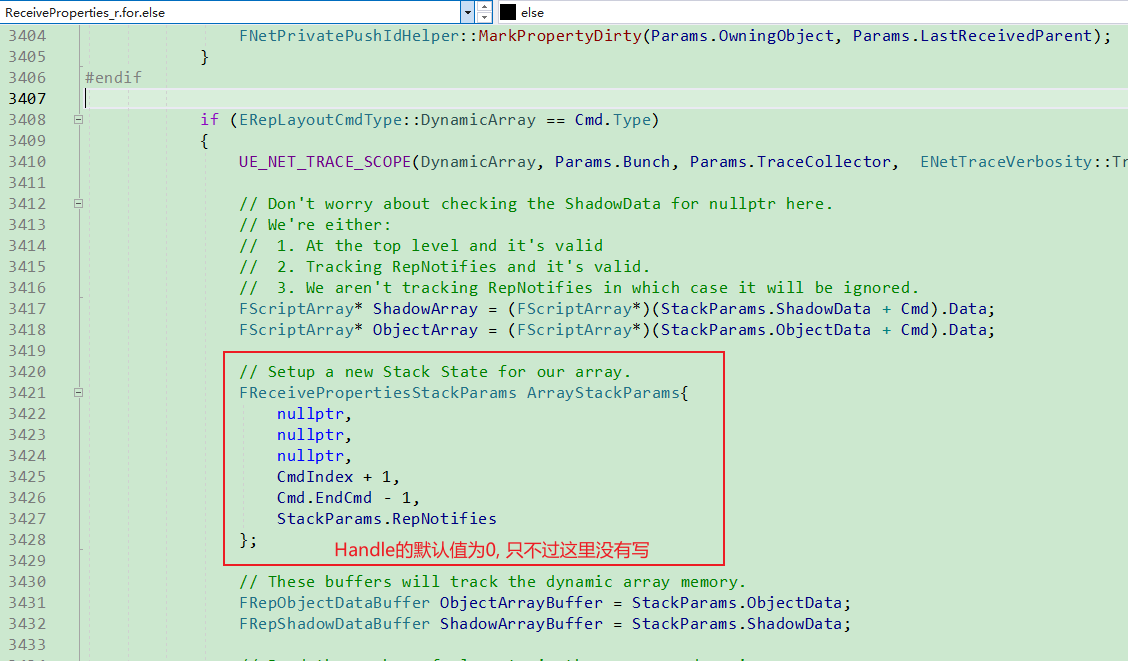 ReceiveProperties_r.for.else
else
3404 FNetPrivatePushIdHelper::MarkPropertyDirty(Params.OwningObject, Params.LastReceivedParent);
3405 }
3406 #endif
3407
3408 if (ERepLayoutCmdType::DynamicArray == Cmd.Type)
3409 {
3410 UE_NET_TRACE_SCOPE(DynamicArray, Params.Bunch, Params.TraceCollector, ENetTraceVerbosity::Tr
3411
3412 // Don't worry about checking the ShadowData for nullptr here.
3413 // We're either:
3414 // 1. At the top level and it's valid
3415 // 2. Tracking RepNotifies and it's valid.
3416 // 3. We aren't tracking RepNotifies in which case it will be ignored.
3417 FScriptArray* ShadowArray = (FScriptArray*)(StackParams.ShadowData + Cmd).Data;
3418 FScriptArray* ObjectArray = (FScriptArray*)(StackParams.ObjectData + Cmd).Data;
3419
3420 // Setup a new Stack State for our array.
3421 FReceivePropertiesStackParams ArrayStackParams{
3422 nullptr,
3423 nullptr,
3424 nullptr,
3425 CmdIndex + 1,
3426 Cmd.EndCmd - 1,
3427 StackParams.RepNotifies
3428 };
Handle的默认值为0, 只不过这里没有写
3429
3430 // These buffers will track the dynamic array memory.
3431 FRepObjectDataBuffer ObjectArrayBuffer = StackParams.ObjectData;
3432 FRepShadowDataBuffer ShadowArrayBuffer = StackParams.ShadowData;
3433